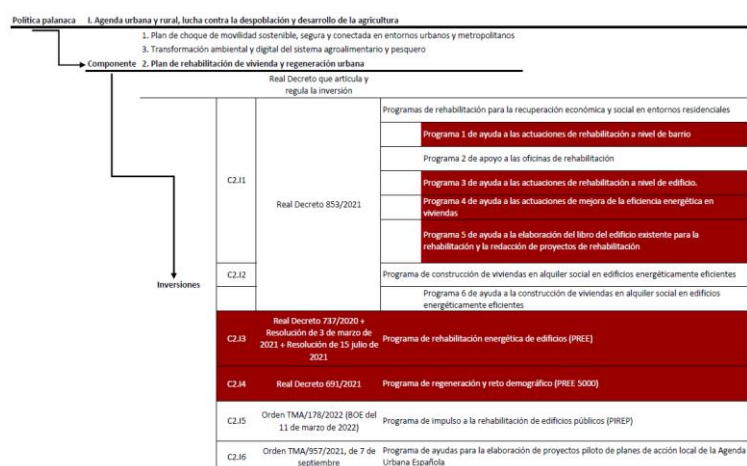 Política palanaca I. Agenda urbana y rural, lucha contra la despoblación y desarrollo de la agricultura
1. Plan de choque de movilidad sostenible, segura y conectada en entornos urbanos y metropolitanos
3. Transformación ambiental y digital del sistema agroalimentario y pesquero
Componente 2. Plan de rehabilitación de vivienda y regeneración urbana
Real Decreto que articula y
regula la inversión
Inversiones
C2.I1
Real Decreto 853/2021
Programas de rehabilitación para la recuperación económica y social en entornos residenciales
Programa 1 de ayuda a las actuaciones de rehabilitación a nivel de barrio
Programa 2 de apoyo a las oficinas de rehabilitación
Programa 3 de ayuda a las actuaciones de rehabilitación a nivel de edificio.
Programa 4 de ayuda a las actuaciones de mejora de la eficiencia energética en
viviendas
Programa 5 de ayuda a la elaboración del libro del edificio existente para la
rehabilitación y la redacción de proyectos de rehabilitación
C2.I2
Programa de construcción de viviendas en alquiler social en edificios energéticamente eficientes
Programa 6 de ayuda a la construcción de viviendas en alquiler social en edificios
energéticamente eficientes
C2.I3
Real Decreto 737/2020 +
Resolución de 3 de marzo de
2021 + Resolución de 15 julio de
2021
Programa de rehabilitación energética de edificios (PREE)
C2.I4
Real Decreto 691/2021
Programa de regeneración y reto demográfico (PREE 5000)
C2.I5
Orden TMA/178/2022 (BOE del
11 de marzo de 2022)
Programa de impulso a la rehabilitación de edificios públicos (PIREP)
C2.I6
Orden TMA/957/2021, de 7 de
septiembre
Programa de ayudas para la elaboración de proyectos piloto de planes de acción local de la Agenda
Urbana Española